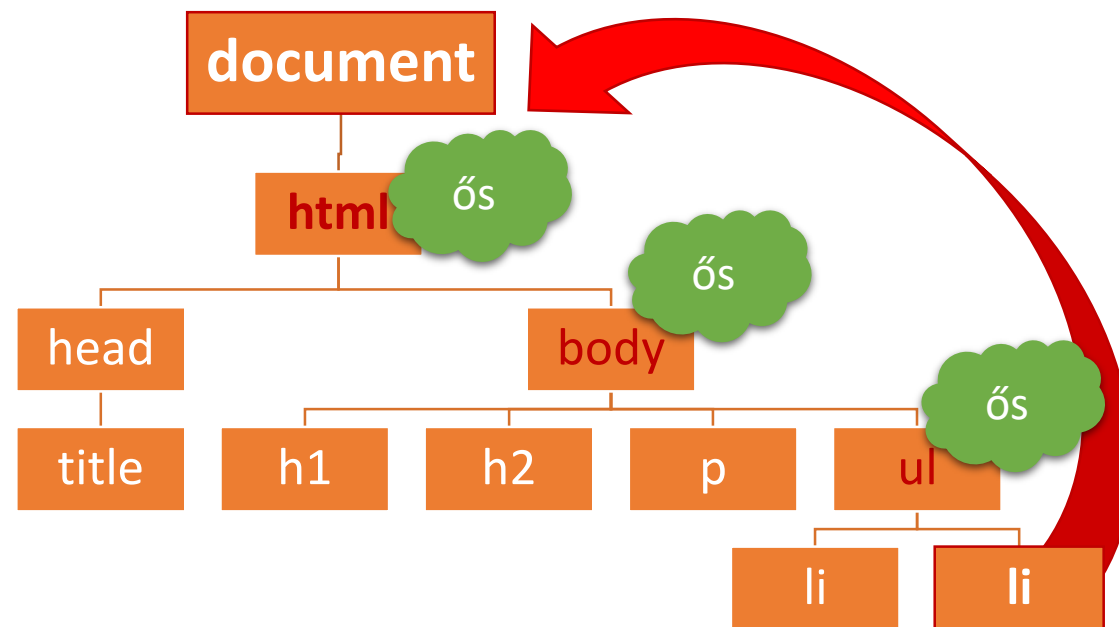 document
html
ős
ős
head
body
ős
title
h1
h2
p
ul
li
li